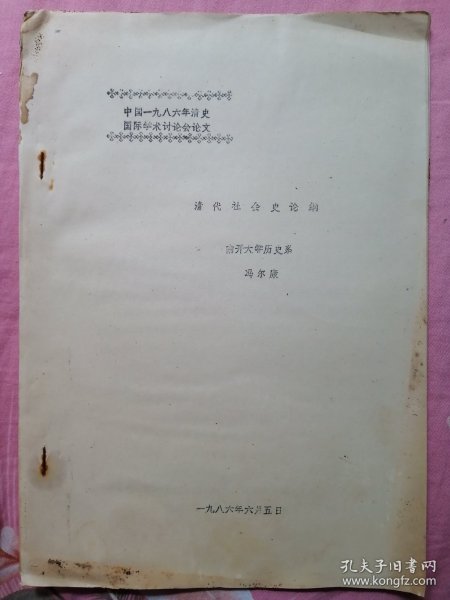 中国一九八六年清史
国际学术讨论会论文
清代社会史论纲
南开大学历史系
冯尔康
一九八六年六月五日
孔夫子旧书网
www.kongfz.com